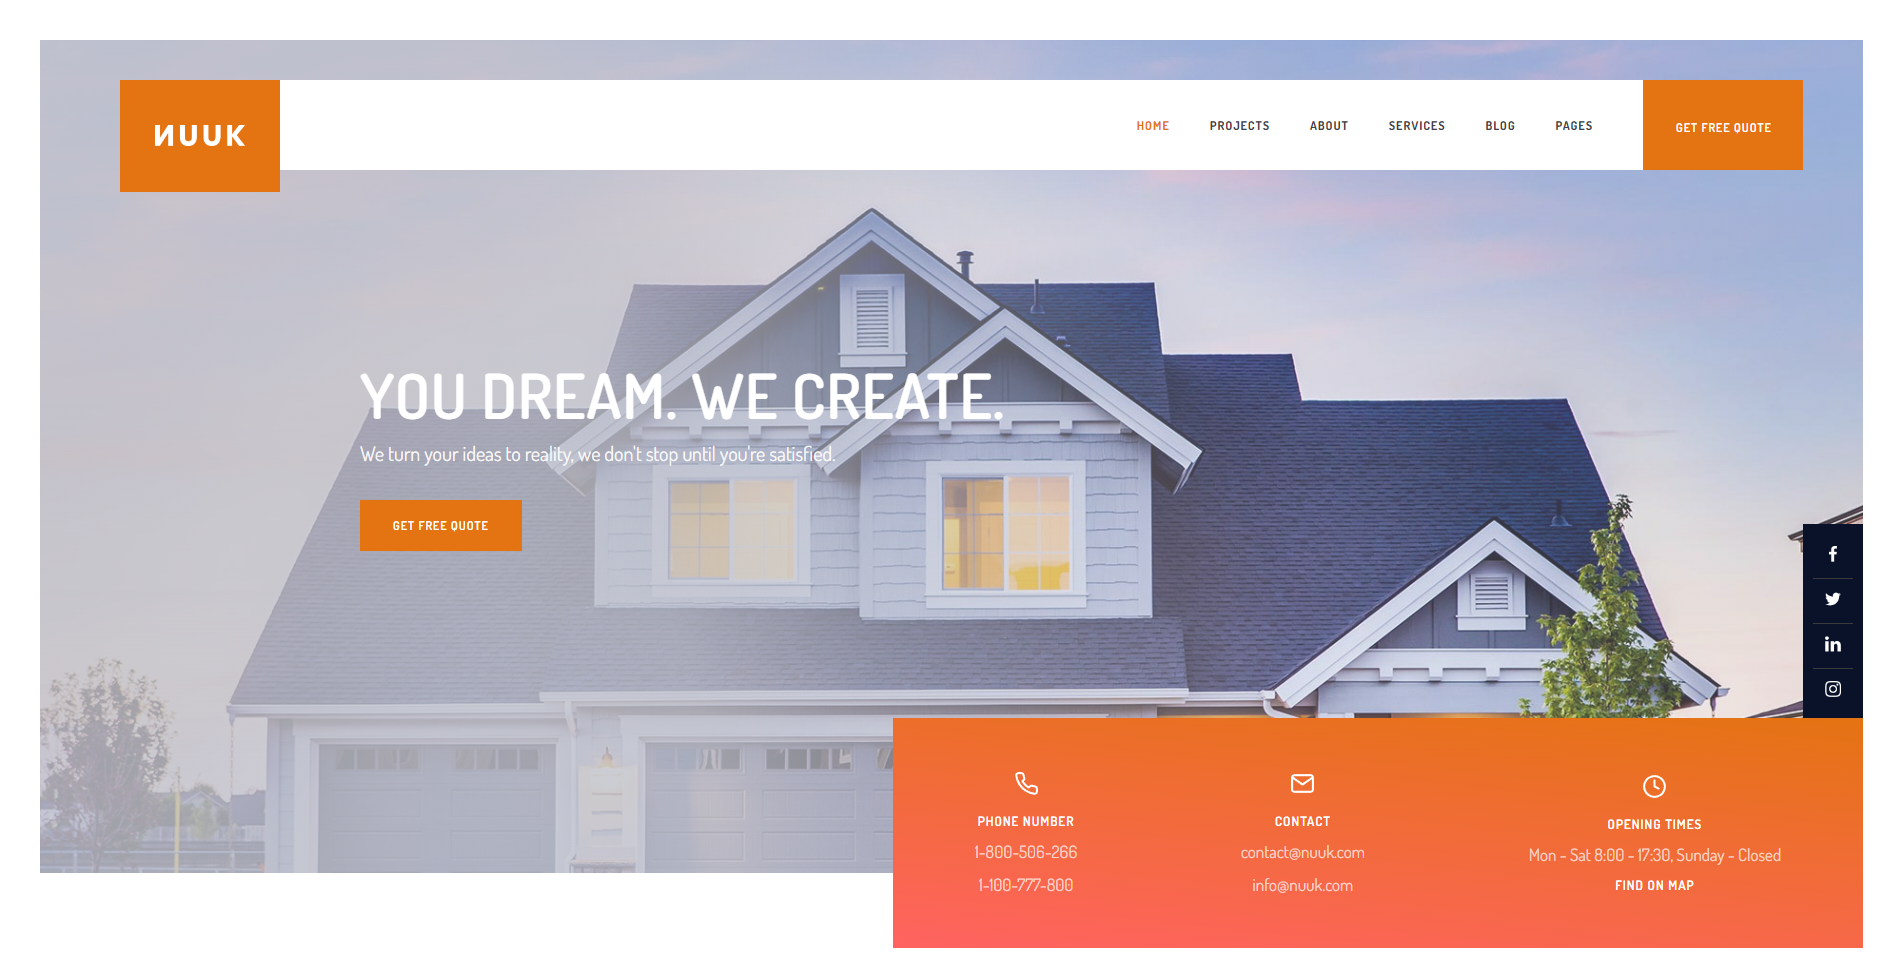 NUUK
HOME PROJECTS ABOUT SERVICES BLOG PAGES
GET FREE QUOTE
YOU DREAM. WE CREATE.
We turn your ideas to reality, we don't stop until you're satisfied.
GET FREE QUOTE
PHONE NUMBER
1-800-506-266
1-100-777-800
CONTACT
contact@nuuk.com
info@nuuk.com
OPENING TIMES
Mon - Sat 8:00 - 17:30, Sunday - Closed
FIND ON MAP